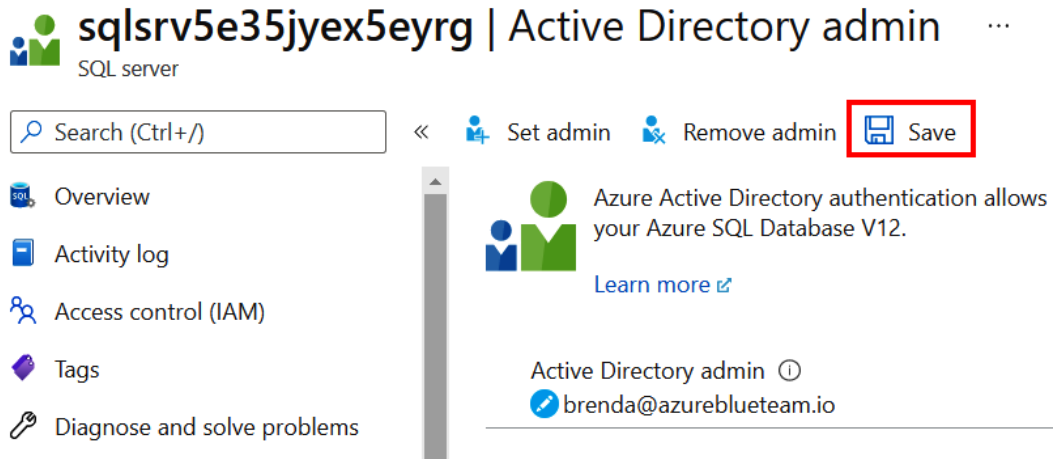 sqlsrv5e35jyex5eyrg | Active Directory admin ...
SQL server
Search (Ctrl+/)
«
Set admin
Remove admin
Save
SQL
Overview
Activity log
Access control (IAM)
Tags
Diagnose and solve problems
Azure Active Directory authentication allows
your Azure SQL Database V12.
Learn more
Active Directory admin
brenda@azureblueteam.io